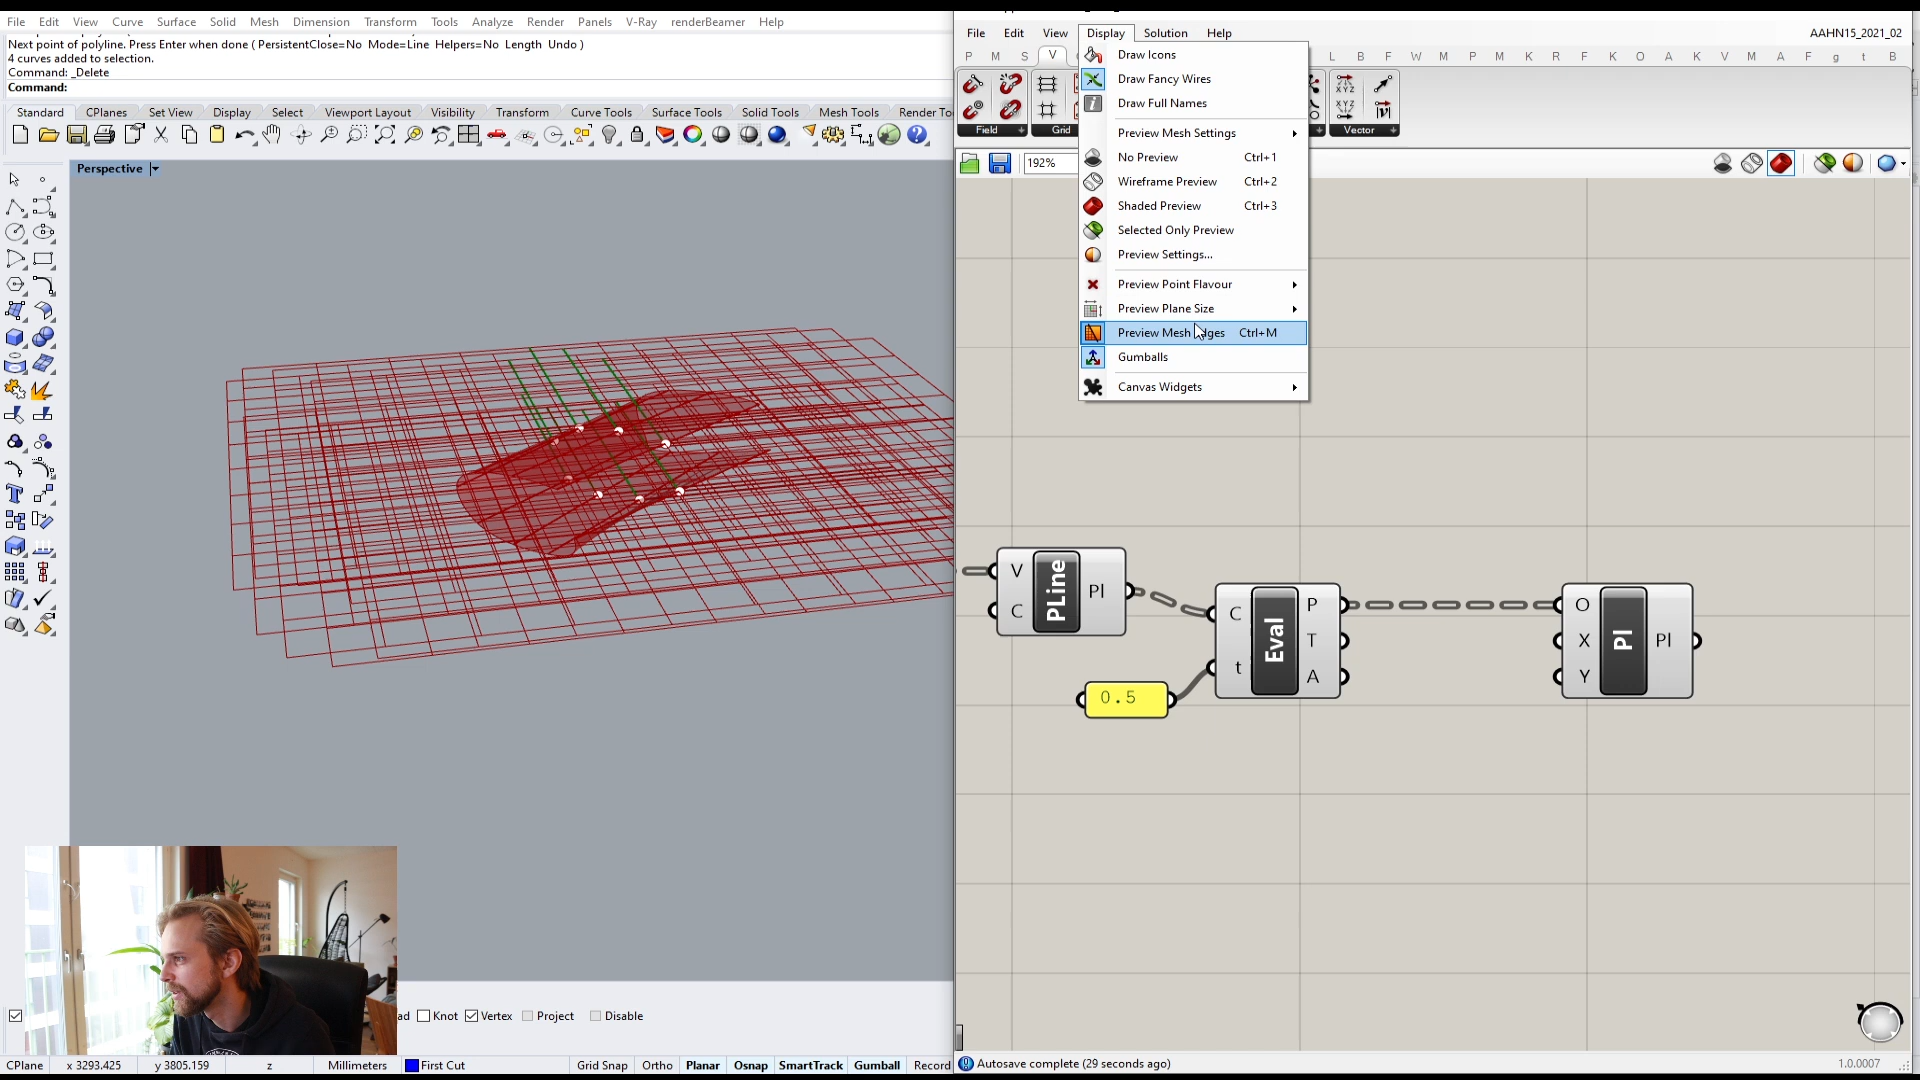 File Edit View Curve Surface Solid Mesh Dimension Transform Tools Analyze Render Panels V-Ray renderBeamer Help
Next point of polyline. Press Enter when done ( PersistentClose=No Mode=Line Helpers=No Length Undo )
4 curves added to selection.
Command: _Delete
Command:
Standard CPlanes Set View Display Select Viewport Layout Visibility Transform Curve Tools Surface Tools Solid Tools Mesh Tools Render To
Perspective
File Edit View Display Solution Help AAHN15_2021_02
P M S V L B F W M P M K R F K O A K V M A F g t B
Field Grid Vector
192%
Draw Icons
Draw Fancy Wires
Draw Full Names
Preview Mesh Settings
No Preview Ctrl+1
Wireframe Preview Ctrl+2
Shaded Preview Ctrl+3
Selected Only Preview
Preview Settings...
Preview Point Flavour
Preview Plane Size
Preview Mesh Edges Ctrl+M
Gumballs
Canvas Widgets
V C PLine Pl
C t Eval P T A
0.5
O X Y Pl Pl
ad Knot Vertex Project Disable
CPlane x 3293.425 y 3805.159 z Millimeters First Cut Grid Snap Ortho Planar Osnap SmartTrack Gumball Record
Autosave complete (29 seconds ago) 1.0.0007